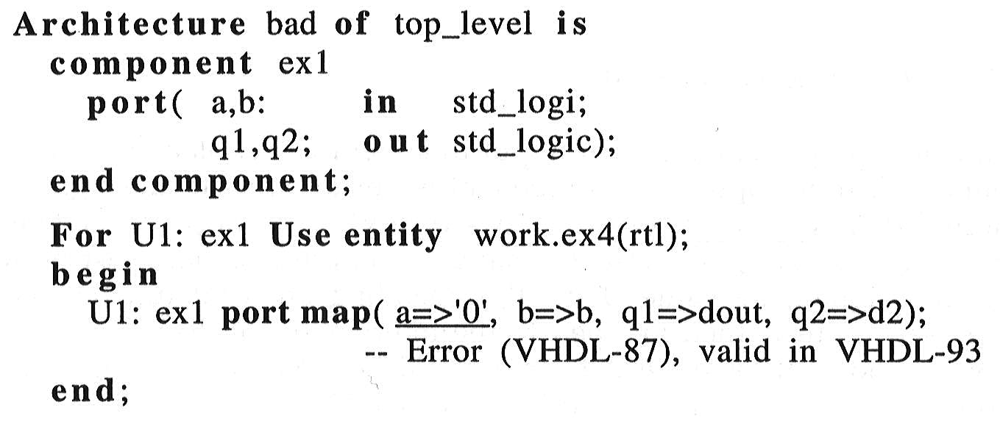 Architecture bad of top_level is
component ex1
port( a,b: in std_logi;
q1,q2; out std_logic);
end component;
For U1: ex1 Use entity work.ex4(rtl);
begin
U1: ex1 port map( a=>'0', b=>b, q1=>dout, q2=>d2);
-- Error (VHDL-87), valid in VHDL-93
end;